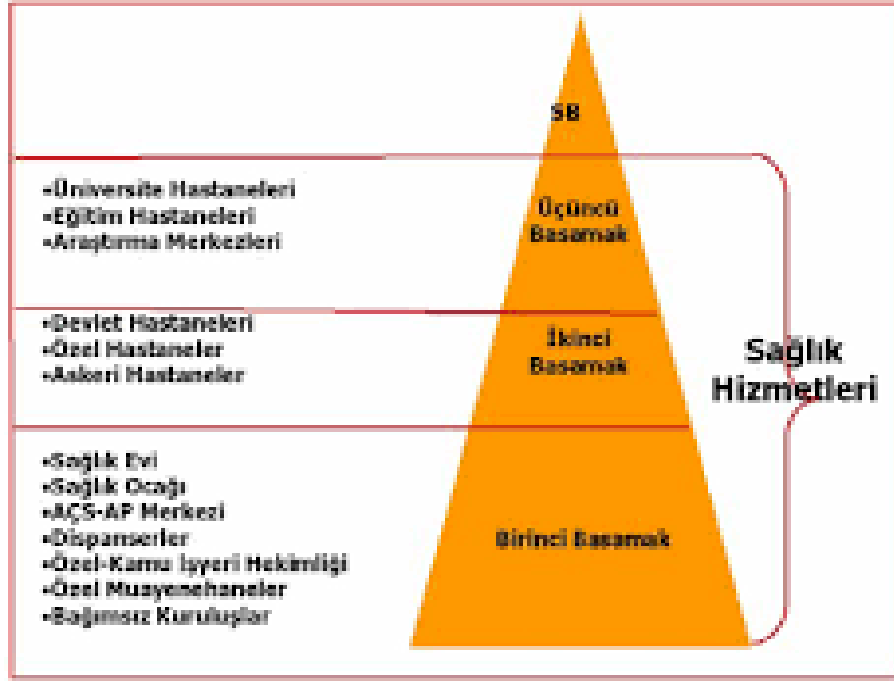 SB
•Üniversite Hastaneleri
•Eğitim Hastaneleri
•Araştırma Merkezleri
Üçüncü
Basamak
•Devlet Hastaneleri
•Özel Hastaneler
•Askeri Hastaneler
İkinci
Basamak
Sağlık
Hizmetleri
•Sağlık Evi
•Sağlık Ocağı
•AÇS-AP Merkezi
•Dispanserler
•Özel-Kamu İşyeri Hekimliği
•Özel Muayenehaneler
•Bağımsız Kuruluşlar
Birinci Basamak